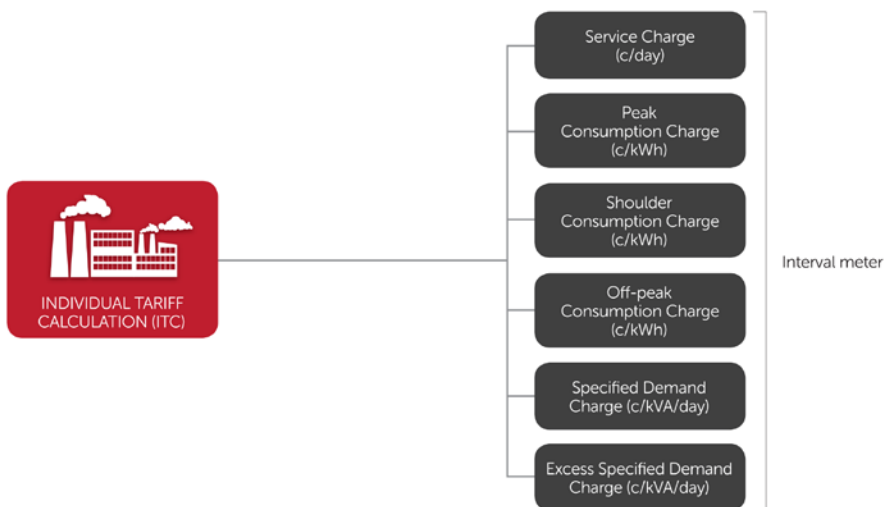 Service Charge
(c/day)
Peak
Consumption Charge
(c/kWh)
Shoulder
Consumption Charge
(c/kWh)
INDIVIDUAL TARIFF
CALCULATION (ITC)
Off-peak
Consumption Charge
(c/kWh)
Specified Demand
Charge (c/kVA/day)
Excess Specified Demand
Charge (c/kVA/day)
Interval meter